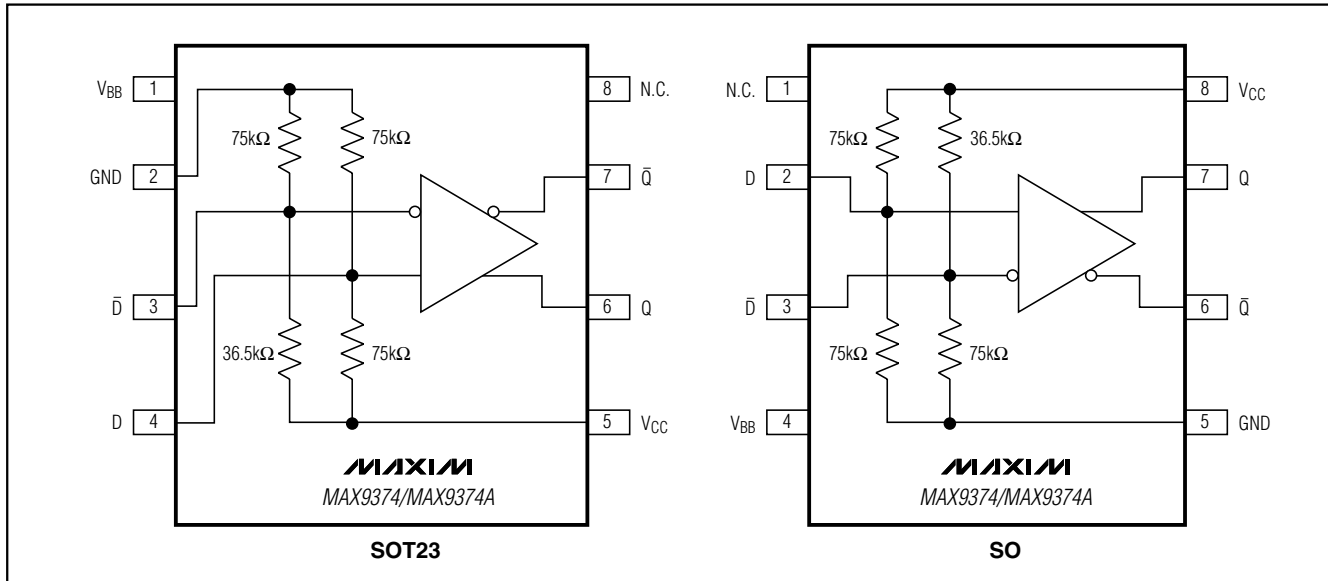 V_BB 1
8 N.C.
75kΩ
75kΩ
GND 2
7 Q̅
D̅ 3
6 Q
36.5kΩ
75kΩ
D 4
5 V_CC
MAXIM
MAX9374/MAX9374A
SOT23
N.C. 1
8 V_CC
75kΩ
36.5kΩ
D 2
7 Q
D̅ 3
6 Q̅
75kΩ
75kΩ
V_BB 4
5 GND
MAXIM
MAX9374/MAX9374A
SO